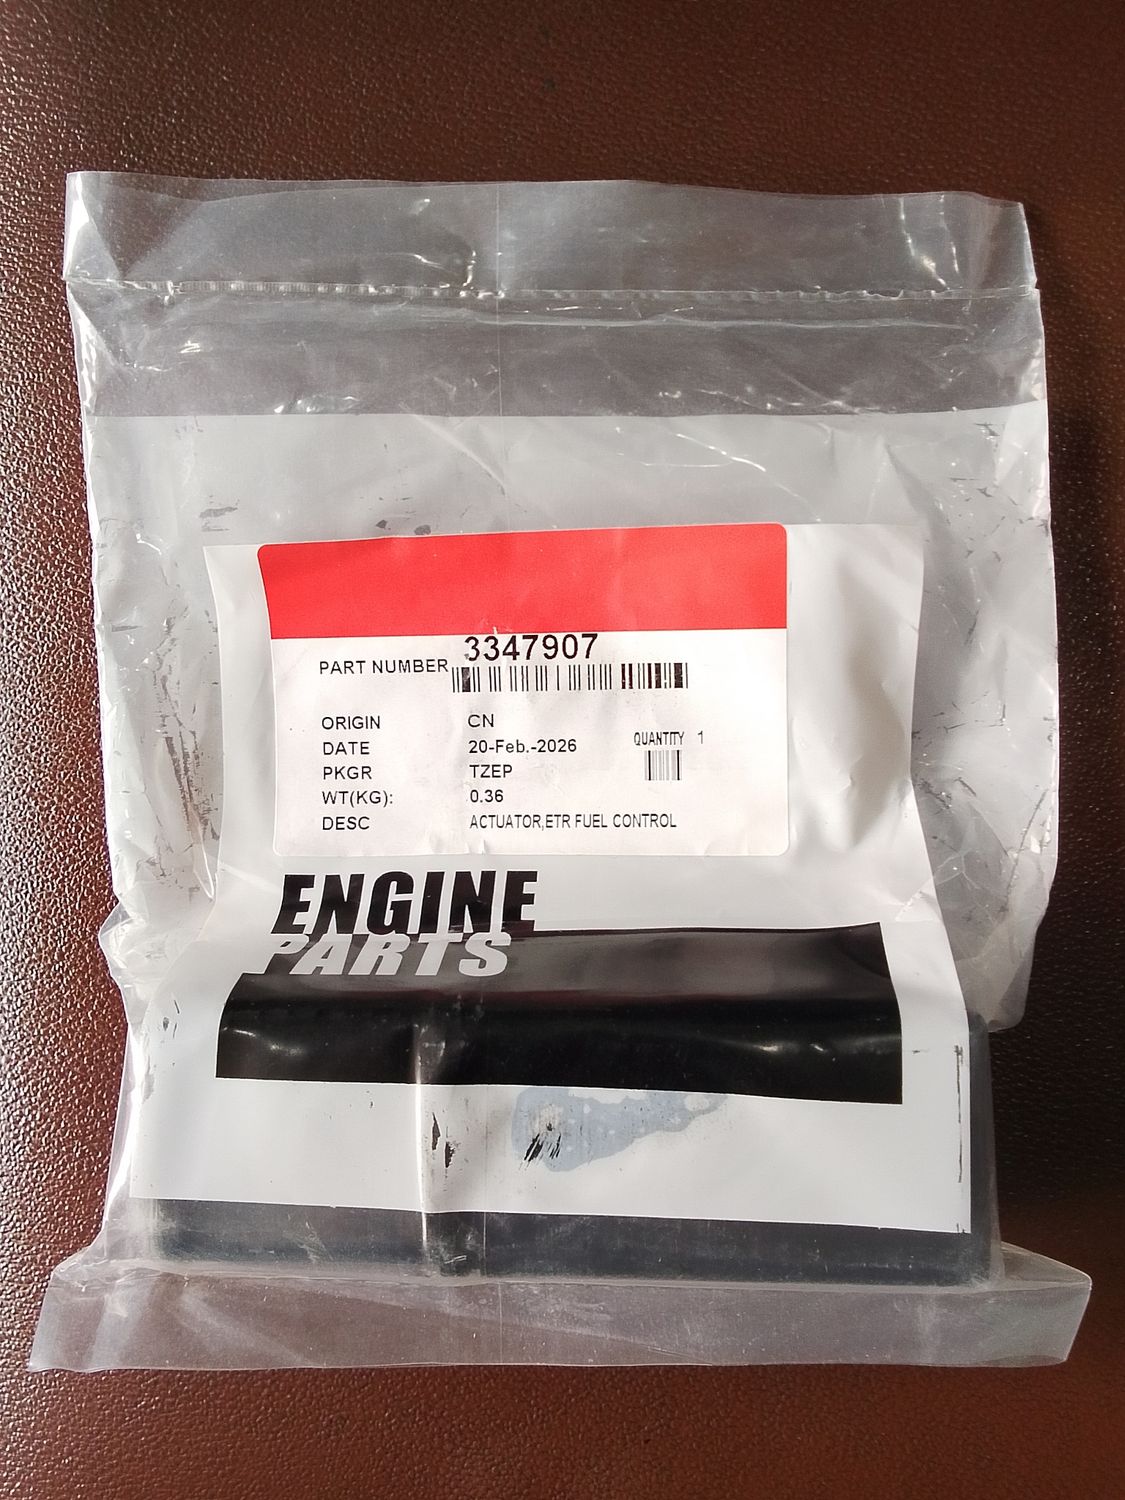 3347907
PART NUMBER
ORIGIN CN
DATE 20-Feb.-2026
QUANTITY 1
PKGR TZEP
WT(KG): 0.36
DESC ACTUATOR,ETR FUEL CONTROL
ENGINE
PARTS